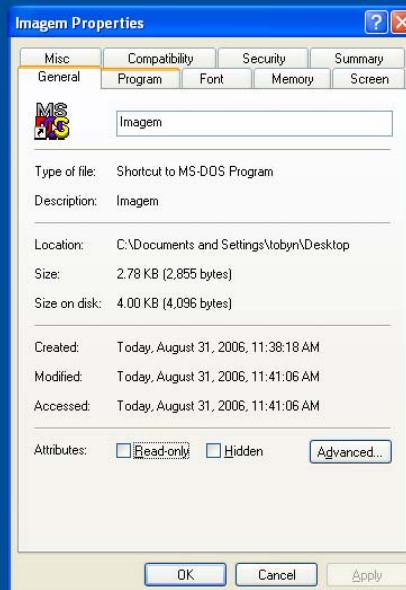 Imagem Properties
Misc Compatibility Security Summary
General Program Font Memory Screen
MS
Imagem
Type of file: Shortcut to MS-DOS Program
Description: Imagem
Location: C:\Documents and Settings\tobyn\Desktop
Size: 2.78 KB (2,855 bytes)
Size on disk: 4.00 KB (4,096 bytes)
Created: Today, August 31, 2006, 11:38:18 AM
Modified: Today, August 31, 2006, 11:41:06 AM
Accessed: Today, August 31, 2006, 11:41:06 AM
Attributes: Read-only Hidden Advanced...
OK Cancel Apply